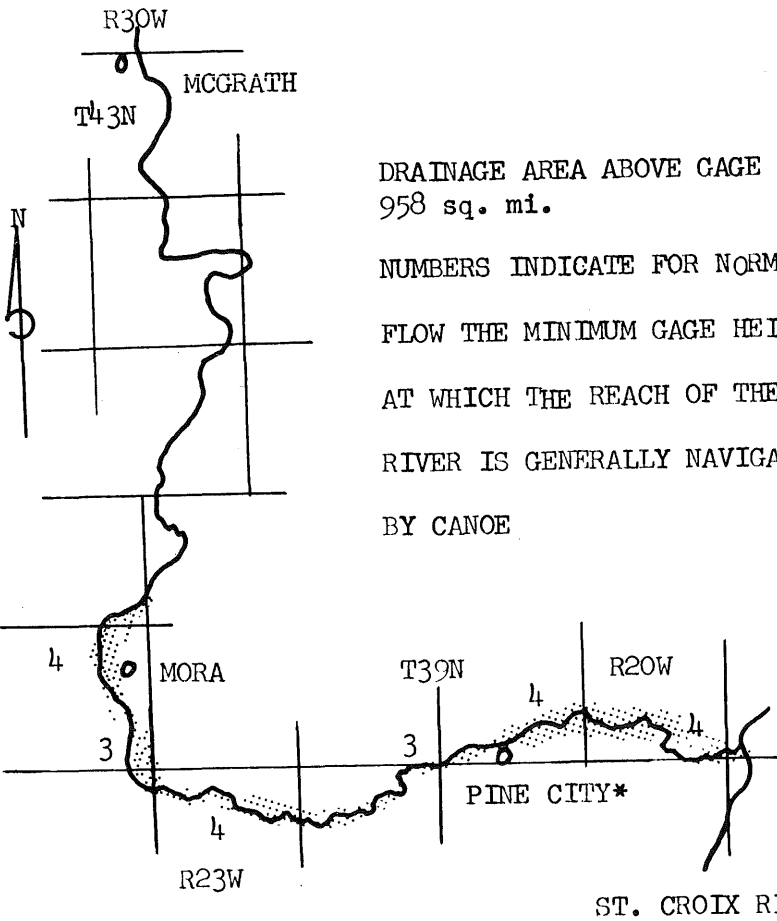 R30W
MCGRATH
T43N
DRAINAGE AREA ABOVE GAGE
958 sq. mi.
N
NUMBERS INDICATE FOR NORM
FLOW THE MINIMUM GAGE HEI
AT WHICH THE REACH OF THE
RIVER IS GENERALLY NAVIGA
BY CANOE
4
MORA
T39N
R20W
4
4
3
3
PINE CITY*
4
R23W
ST. CROIX RI